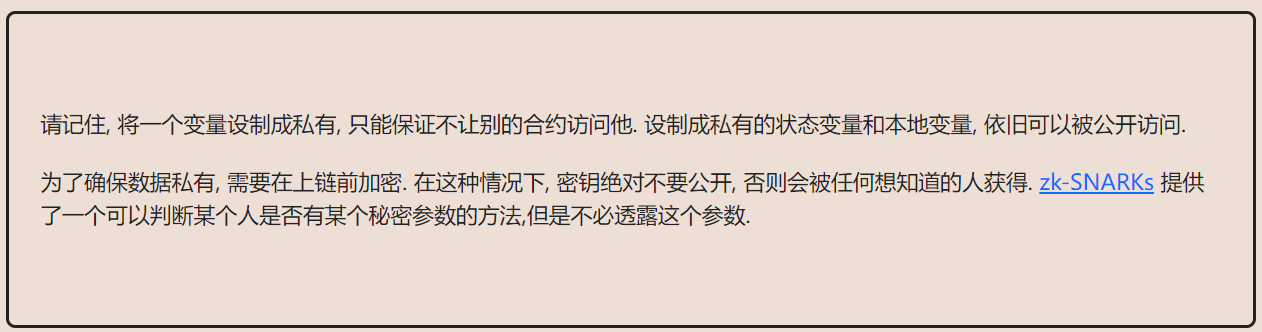 请记住, 将一个变量设制成私有, 只能保证不让别的合约访问他. 设制成私有的状态变量和本地变量, 依旧可以被公开访问.
为了确保数据私有, 需要在上链前加密. 在这种情况下, 密钥绝对不要公开, 否则会被任何想知道的人获得. zk-SNARKs 提供
了一个可以判断某个人是否有某个秘密参数的方法,但是不必透露这个参数.